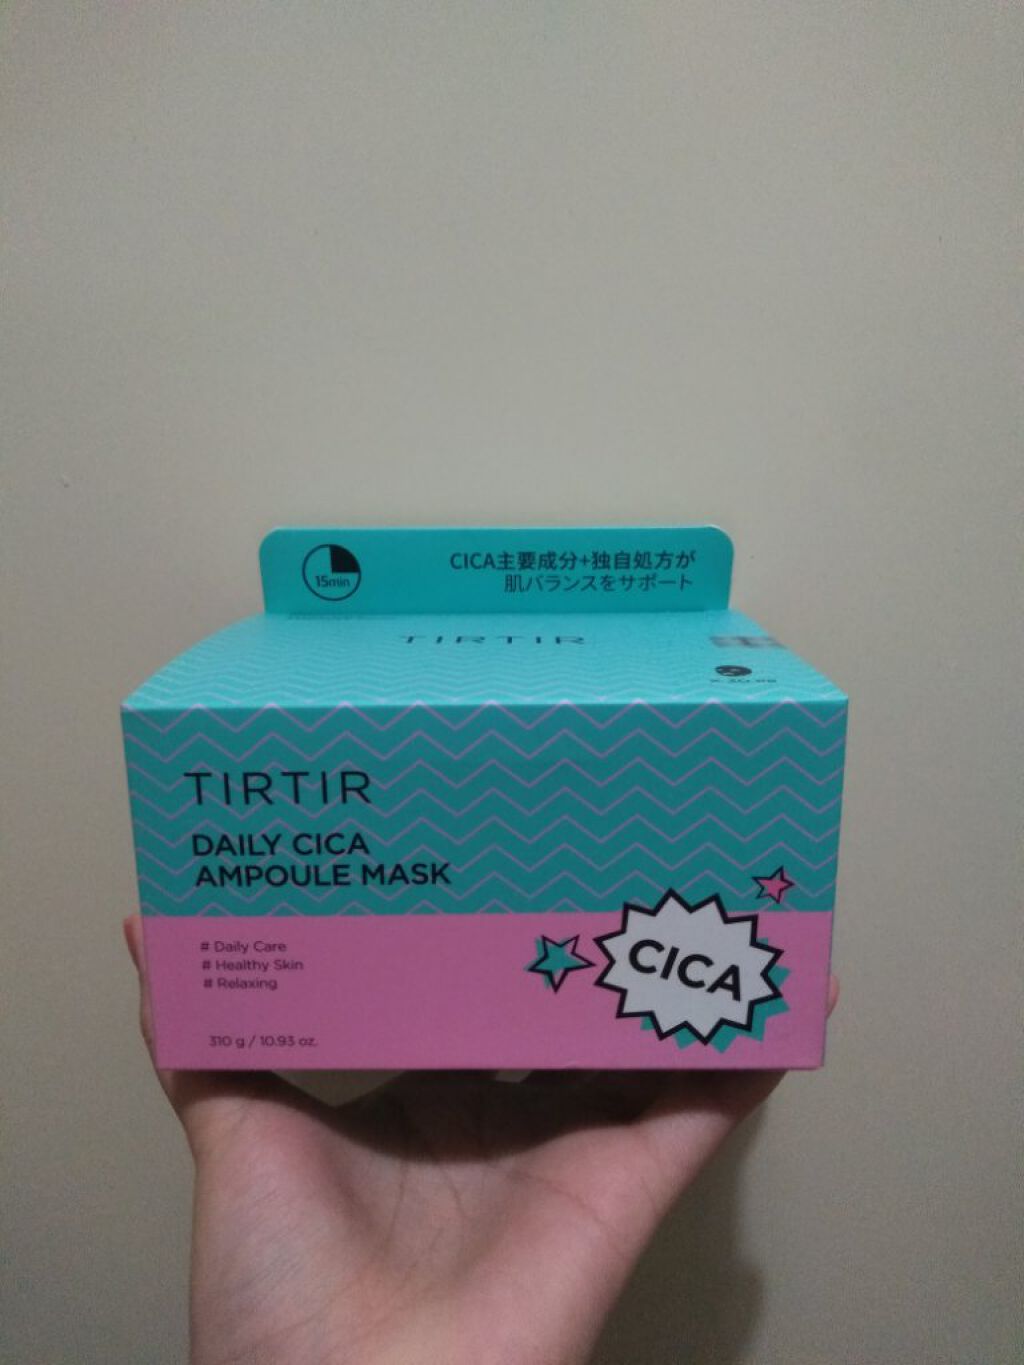 15min
CICA主要成分+独自処方が
肌バランスをサポート
TIRTIR
TIRTIR
DAILY CICA
AMPOULE MASK
# Daily Care
# Healthy Skin
# Relaxing
310 g / 10.93 oz.
CICA